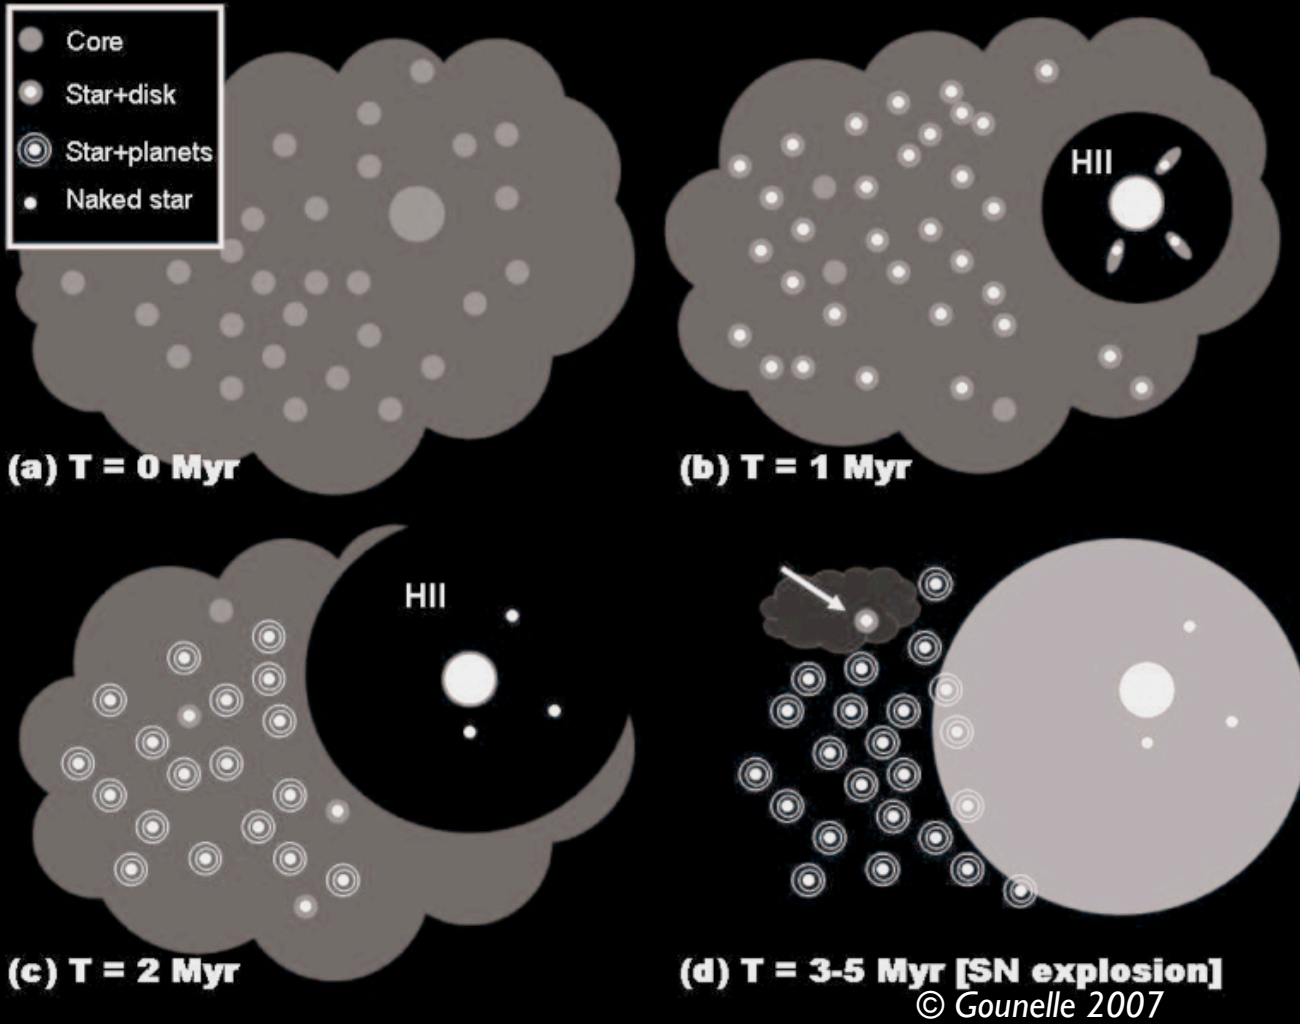 Core
Star+disk
Star+planets
Naked star
(a) T = 0 Myr
HII
(b) T = 1 Myr
HII
(c) T = 2 Myr
(d) T = 3-5 Myr [SN explosion]
© Gounelle 2007